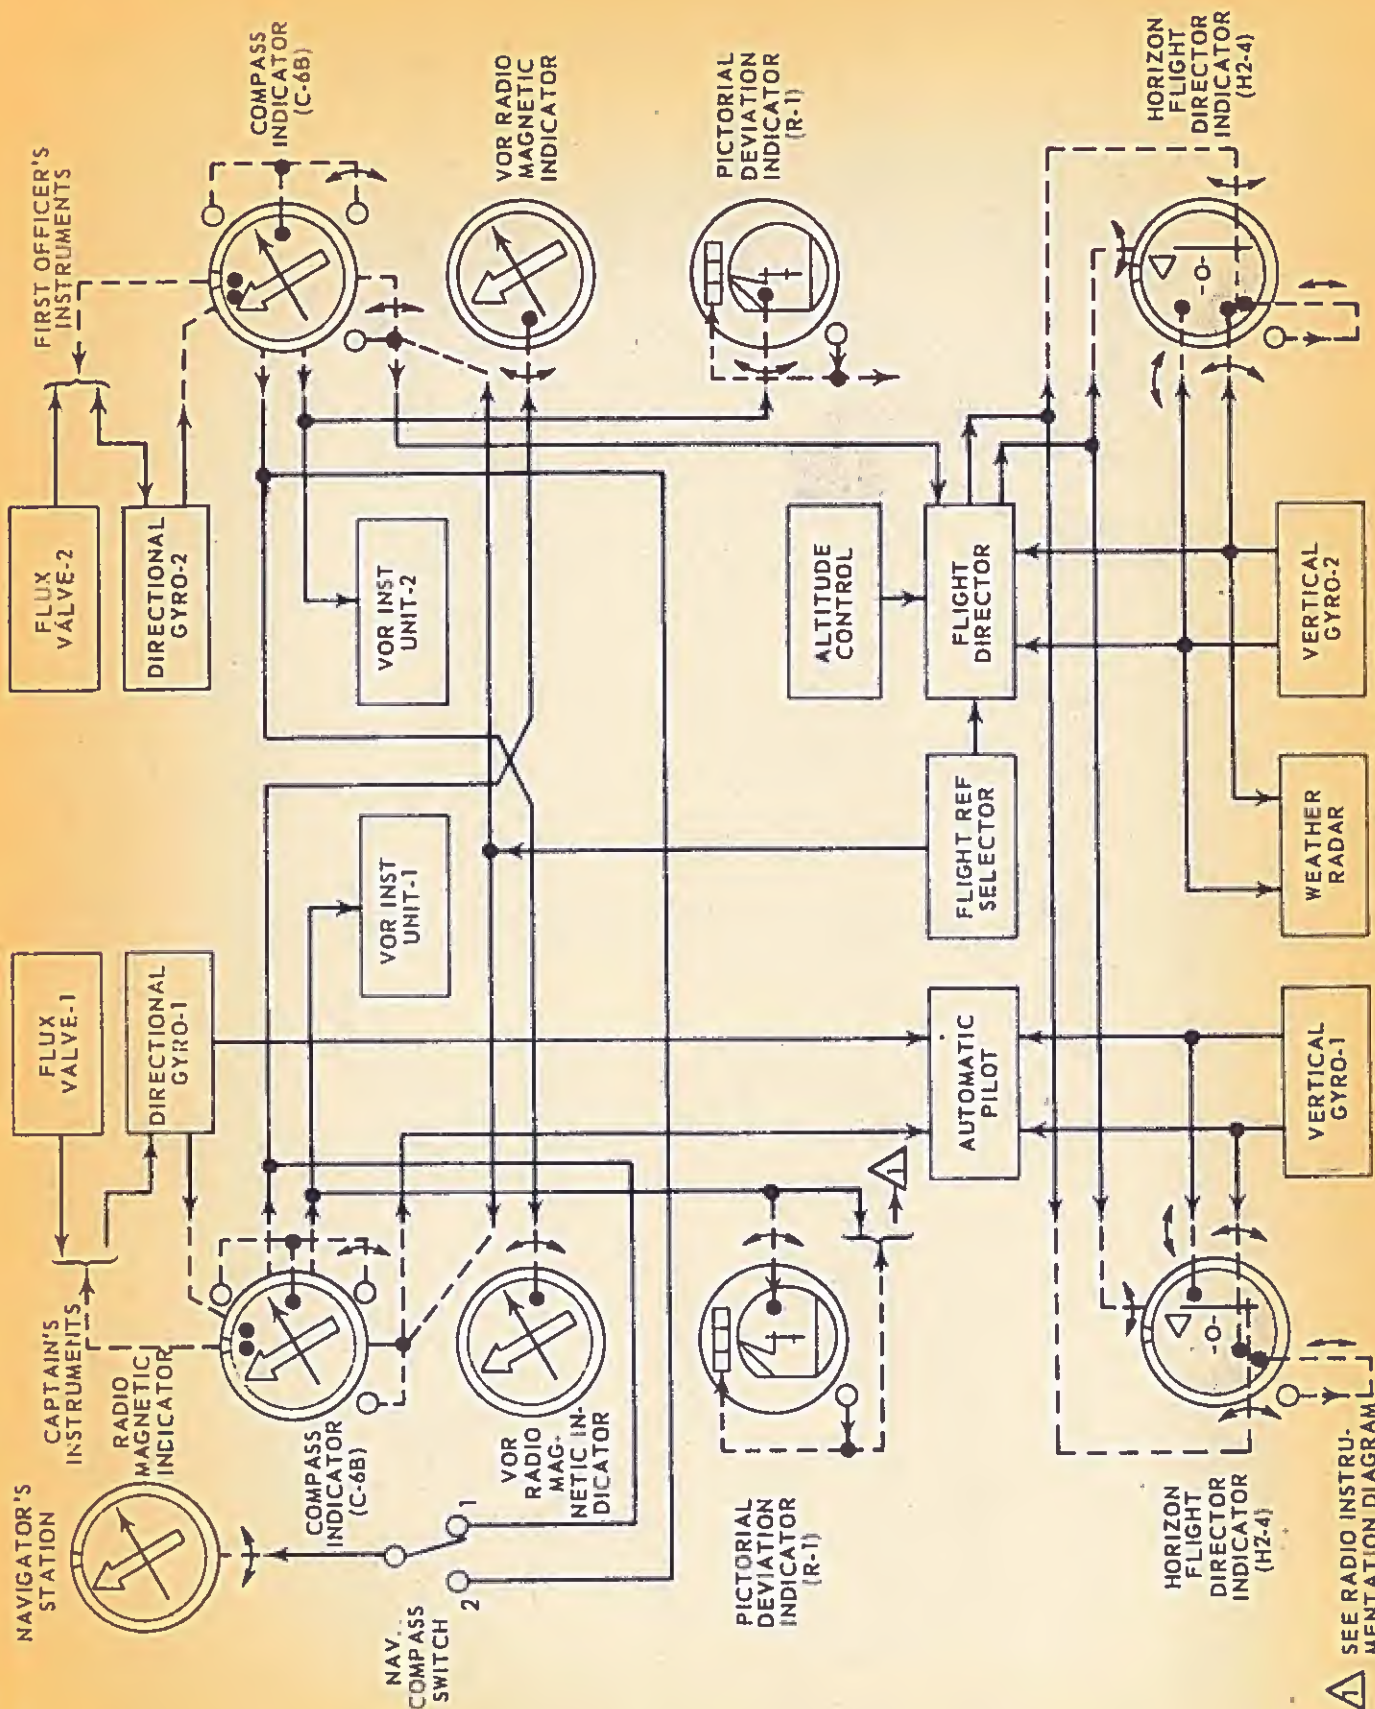 NAVIGATOR'S
STATION
CAPTAIN'S
INSTRUMENTS
RADIO
MAGNETIC
INDICATOR
FLUX
VALVE-1
DIRECTIONAL
GYRO-1
FLUX
VALVE-2
DIRECTIONAL
GYRO-2
FIRST OFFICER'S
INSTRUMENTS
COMPASS
INDICATOR
(C-6B)
COMPASS
INDICATOR
(C-6B)
VOR INST
UNIT-1
VOR INST
UNIT-2
VOR RADIO
MAGNETIC
INDICATOR
NAV.
COMPASS
SWITCH
1
2
VOR
RADIO
MAG-
NETIC IN-
DICATOR
PICTORIAL
DEVIATION
INDICATOR
(R-1)
1
PICTORIAL
DEVIATION
INDICATOR
(R-1)
ALTITUDE
CONTROL
AUTOMATIC
PILOT
FLIGHT REF
SELECTOR
FLIGHT
DIRECTOR
HORIZON
FLIGHT
DIRECTOR
INDICATOR
(H2-4)
HORIZON
FLIGHT
DIRECTOR
INDICATOR
(H2-4)
VERTICAL
GYRO-1
WEATHER
RADAR
VERTICAL
GYRO-2
1 SEE RADIO INSTRU-
MENTATION DIAGRAM